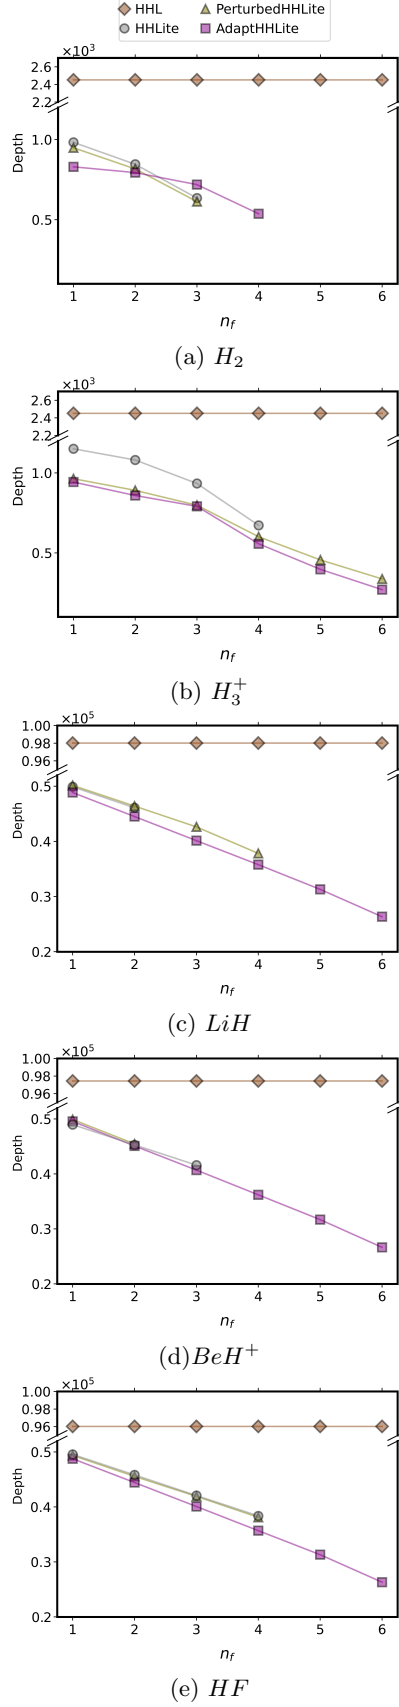 HHL PerturbedHHLite
HHLite AdaptHHLite
×10³
2.6
2.4
2.2
1.0
0.5
Depth
1 2 3 4 5 6
n_f
(a) H₂
×10³
2.6
2.4
2.2
1.0
0.5
Depth
1 2 3 4 5 6
n_f
(b) H₃⁺
×10⁵
1.00
0.98
0.96
0.5
0.4
0.3
0.2
Depth
1 2 3 4 5 6
n_f
(c) LiH
×10⁵
1.00
0.98
0.96
0.5
0.4
0.3
0.2
Depth
1 2 3 4 5 6
n_f
(d)BeH⁺
×10⁵
1.00
0.98
0.96
0.5
0.4
0.3
0.2
Depth
1 2 3 4 5 6
n_f
(e) HF